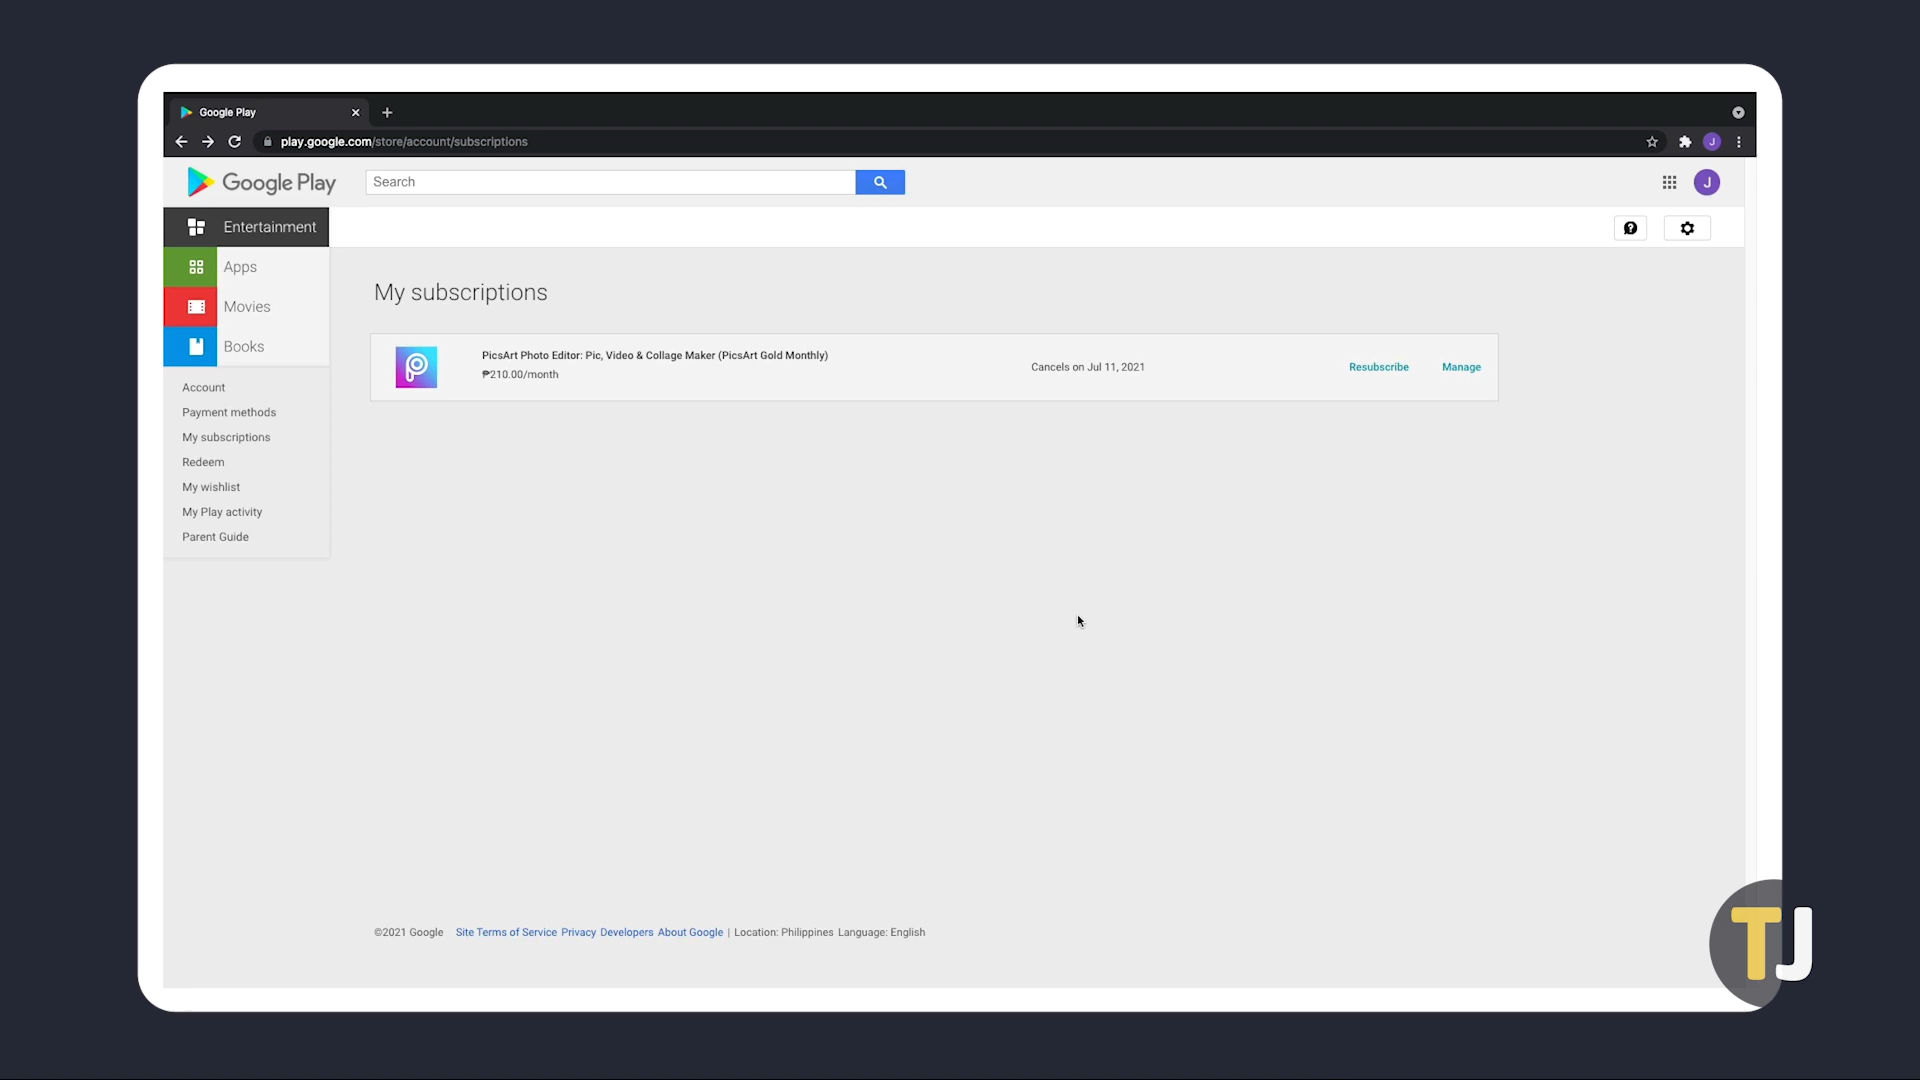 Google Play
play.google.com/store/account/subscriptions
J
Google Play
Search
J
Entertainment
Apps
Movies
Books
Account
Payment methods
My subscriptions
Redeem
My wishlist
My Play activity
Parent Guide
My subscriptions
PicsArt Photo Editor: Pic, Video & Collage Maker (PicsArt Gold Monthly)
₱210.00/month
Cancels on Jul 11, 2021
Resubscribe
Manage
©2021 Google Site Terms of Service Privacy Developers About Google | Location: Philippines Language: English
TJ